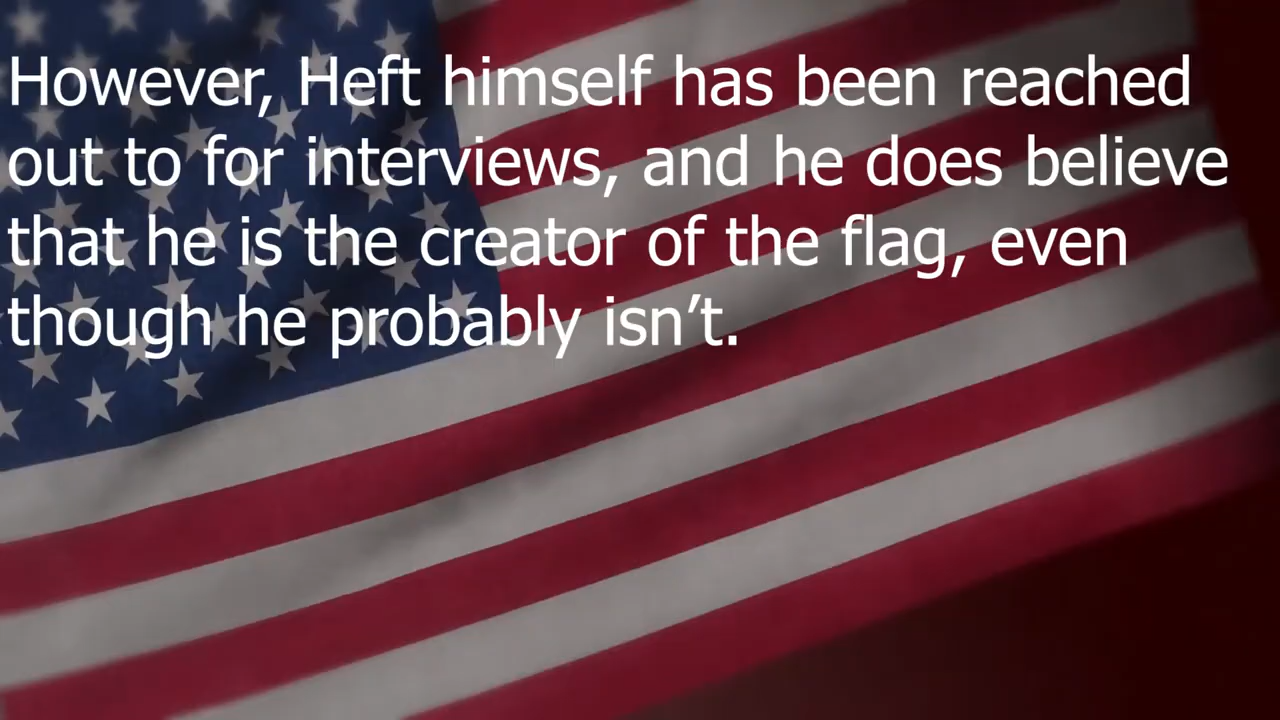 However, Heft himself has been reached
out to for interviews, and he does believe
that he is the creator of the flag, even
though he probably isn’t.